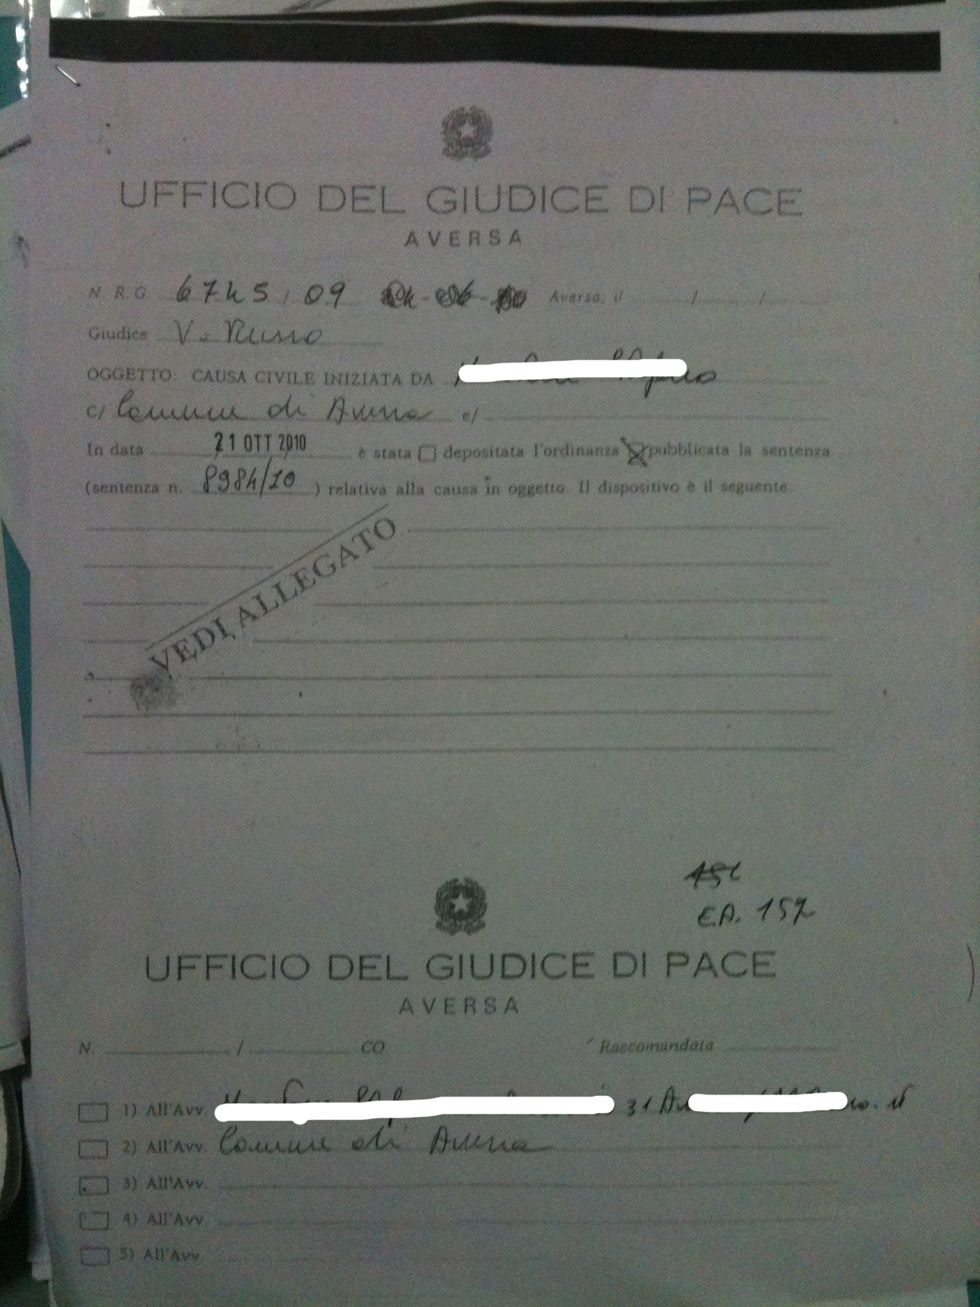 UFFICIO DEL GIUDICE DI PACE
AVERSA
N. R. G. 6745/09 Aversa, il / /
Giudice V. Russo
OGGETTO: CAUSA CIVILE INIZIATA DA
c/ Comune di Aversa e/
In data 21 OTT 2010 è stata depositata l'ordinanza pubblicata la sentenza
(sentenza n. 8984/10 ) relativa alla causa in oggetto. Il dispositivo è il seguente:
VEDI ALLEGATO
CA. 157
UFFICIO DEL GIUDICE DI PACE
AVERSA
N. / CO Raccomandata
1) All'Avv. 31
2) All'Avv. Comune di Aversa
3) All'Avv.
4) All'Avv.
5) All'Avv.